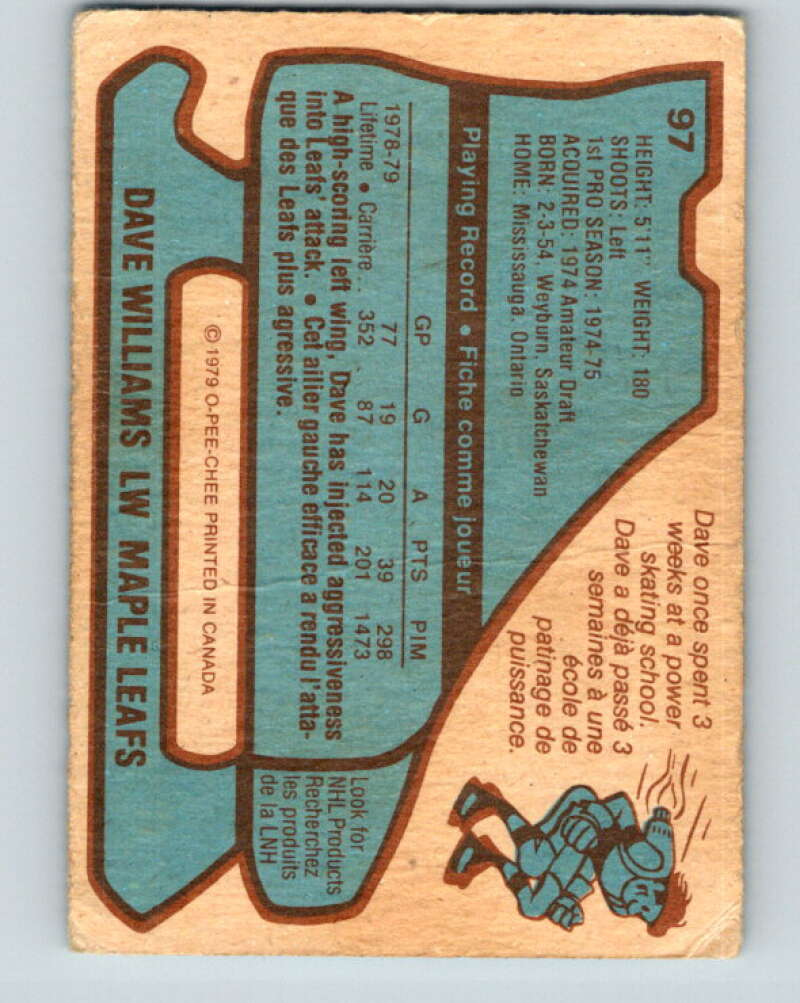 97
HEIGHT: 5'11" WEIGHT: 180
SHOOTS: Left
1st PRO SEASON: 1974-75
ACQUIRED: 1974 Amateur Draft
BORN: 2-3-54, Weyburn, Saskatchewan
HOME: Mississauga, Ontario
Dave once spent 3
weeks at a power
skating school.
Dave a déjà passé 3
semaines à une
école de
patinage de
puissance.
Playing Record • Fiche comme joueur
GP G A PTS PIM
1978-79 77 19 20 39 298
Lifetime • Carrière ... 352 87 114 201 1473
A high-scoring left wing, Dave has injected aggressiveness
into Leafs' attack. • Cet ailier gauche efficace a rendu l'atta-
que des Leafs plus agressive.
Look for
NHL Products
Recherchez
les produits
de la LNH
© 1979 O-PEE-CHEE PRINTED IN CANADA
DAVE WILLIAMS LW MAPLE LEAFS